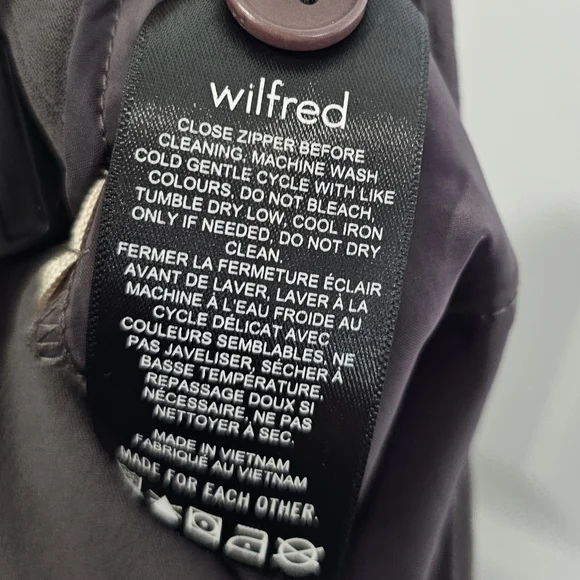 wilfred
CLOSE ZIPPER BEFORE
CLEANING, MACHINE WASH
COLD GENTLE CYCLE WITH LIKE
COLOURS, DO NOT BLEACH,
TUMBLE DRY LOW, COOL IRON
ONLY IF NEEDED, DO NOT DRY
CLEAN.
FERMER LA FERMETURE ÉCLAIR
AVANT DE LAVER, LAVER À LA
MACHINE À L'EAU FROIDE AU
CYCLE DÉLICAT AVEC
COULEURS SEMBLABLES, NE
PAS JAVELISER, SÉCHER À
BASSE TEMPÉRATURE,
REPASSAGE DOUX SI
NÉCESSAIRE, NE PAS
NETTOYER À SEC.
MADE IN VIETNAM
FABRIQUÉ AU VIETNAM
MADE FOR EACH OTHER.